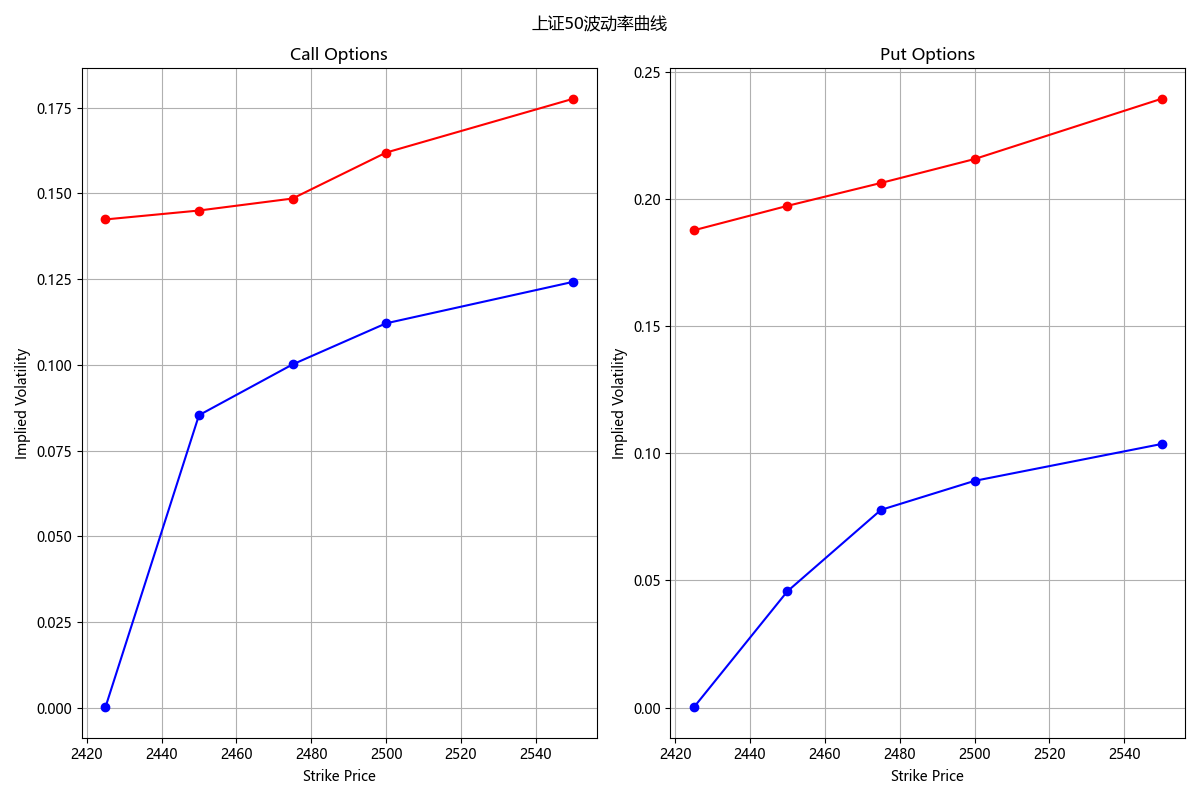 上证50波动率曲线
Call Options
Put Options
Implied Volatility
0.175
0.150
0.125
0.100
0.075
0.050
0.025
0.000
2420 2440 2460 2480 2500 2520 2540
Strike Price
Implied Volatility
0.25
0.20
0.15
0.10
0.05
0.00
2420 2440 2460 2480 2500 2520 2540
Strike Price